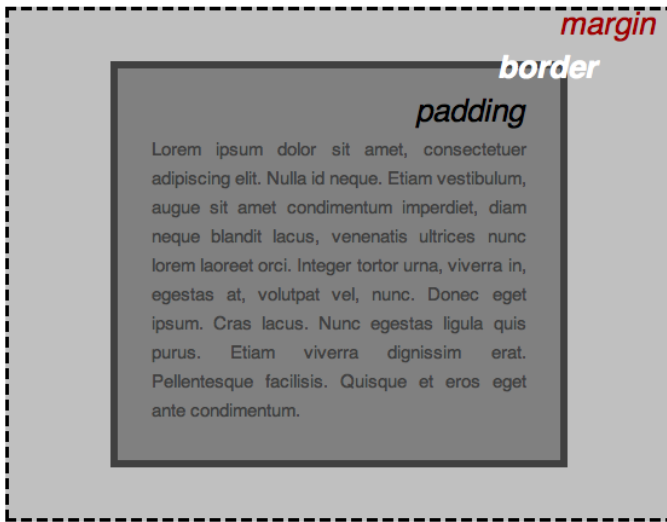 margin
border
padding
Lorem ipsum dolor sit amet, consectetuer
adipiscing elit. Nulla id neque. Etiam vestibulum,
augue sit amet condimentum imperdiet, diam
neque blandit lacus, venenatis ultrices nunc
lorem laoreet orci. Integer tortor urna, viverra in,
egestas at, volutpat vel, nunc. Donec eget
ipsum. Cras lacus. Nunc egestas ligula quis
purus. Etiam viverra dignissim erat.
Pellentesque facilisis. Quisque et eros eget
ante condimentum.